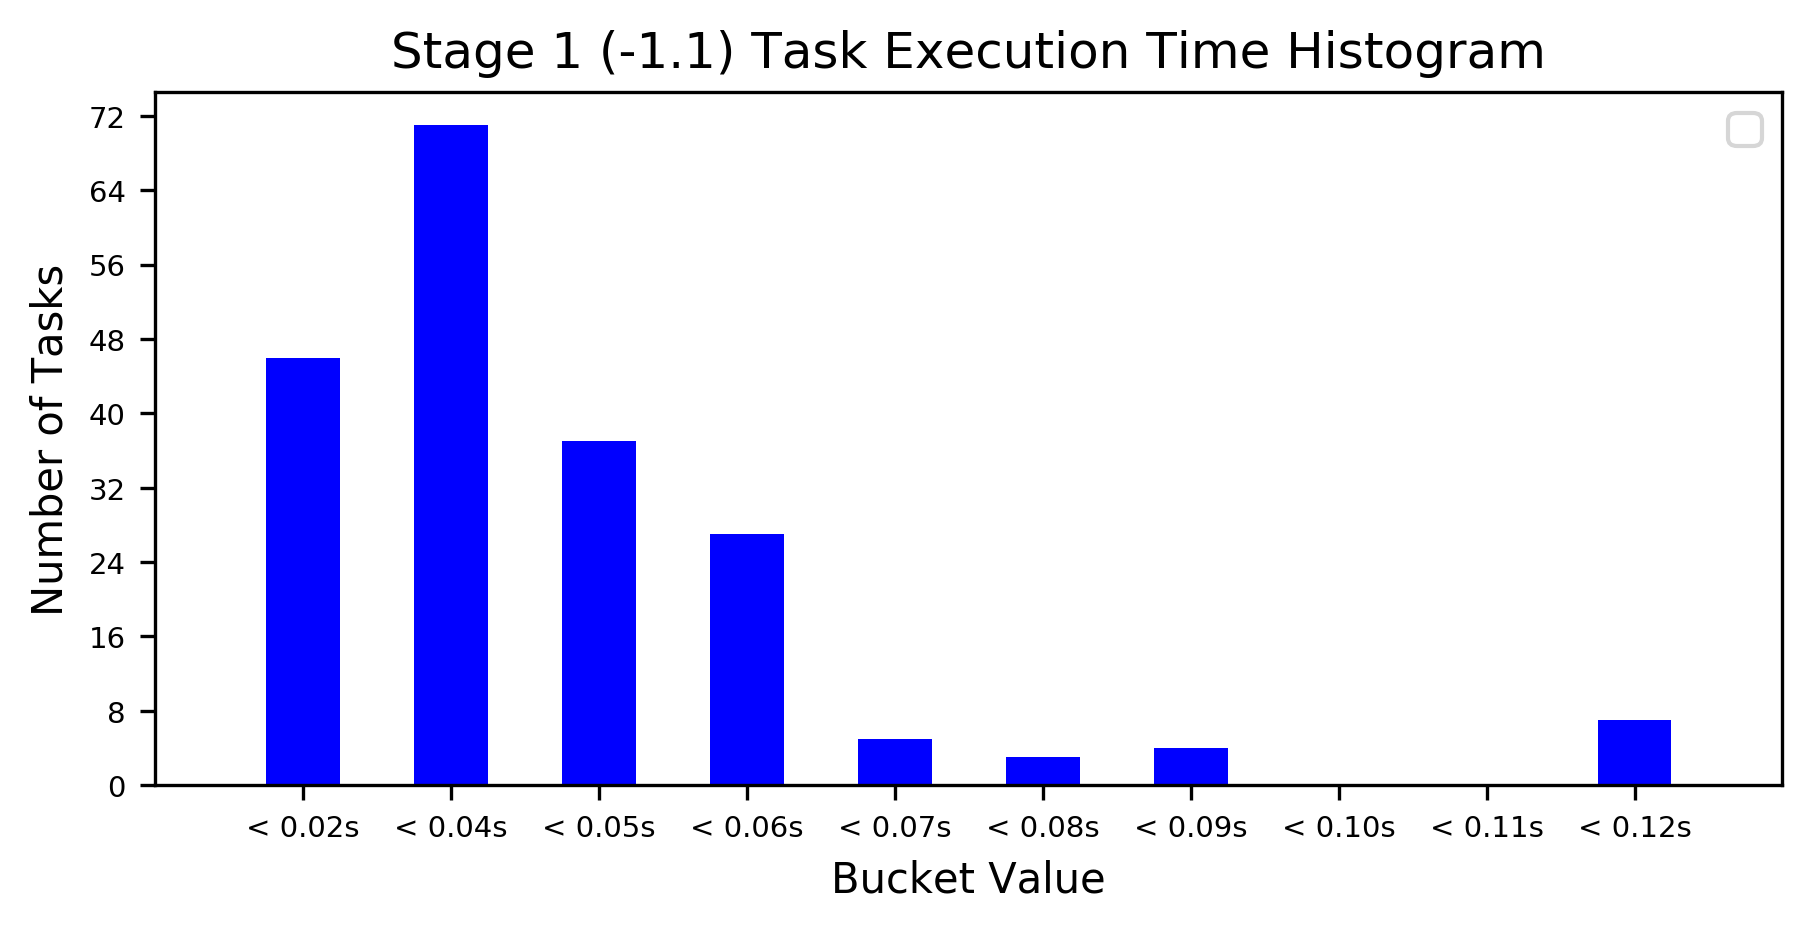 Stage 1 (-1.1) Task Execution Time Histogram
72
64
56
48
40
32
24
16
8
0
Number of Tasks
< 0.02s < 0.04s < 0.05s < 0.06s < 0.07s < 0.08s < 0.09s < 0.10s < 0.11s < 0.12s
Bucket Value